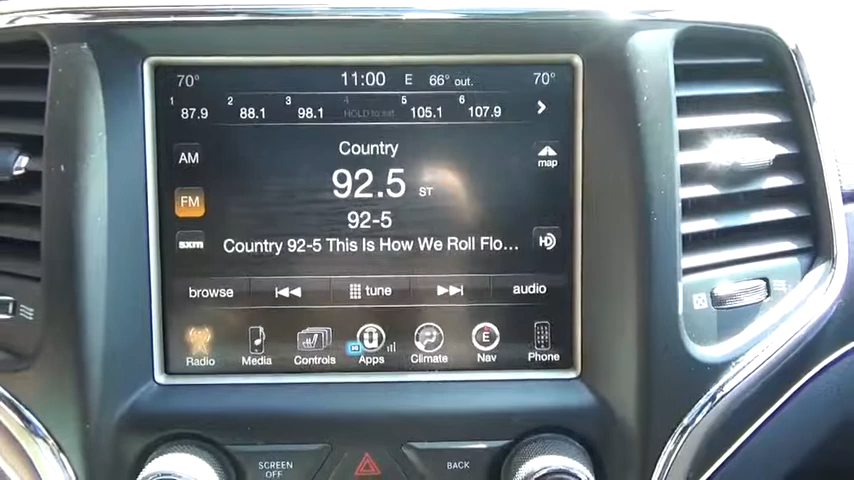 70° 11:00 E 66° out. 70°
1 87.9 2 88.1 3 98.1 4 HOLD to set 5 105.1 6 107.9
AM Country map
FM 92.5 ST
92-5
sxm Country 92-5 This Is How We Roll Flo... HD
browse tune audio
Radio Media Controls Apps Climate Nav Phone
E
SCREEN OFF BACK